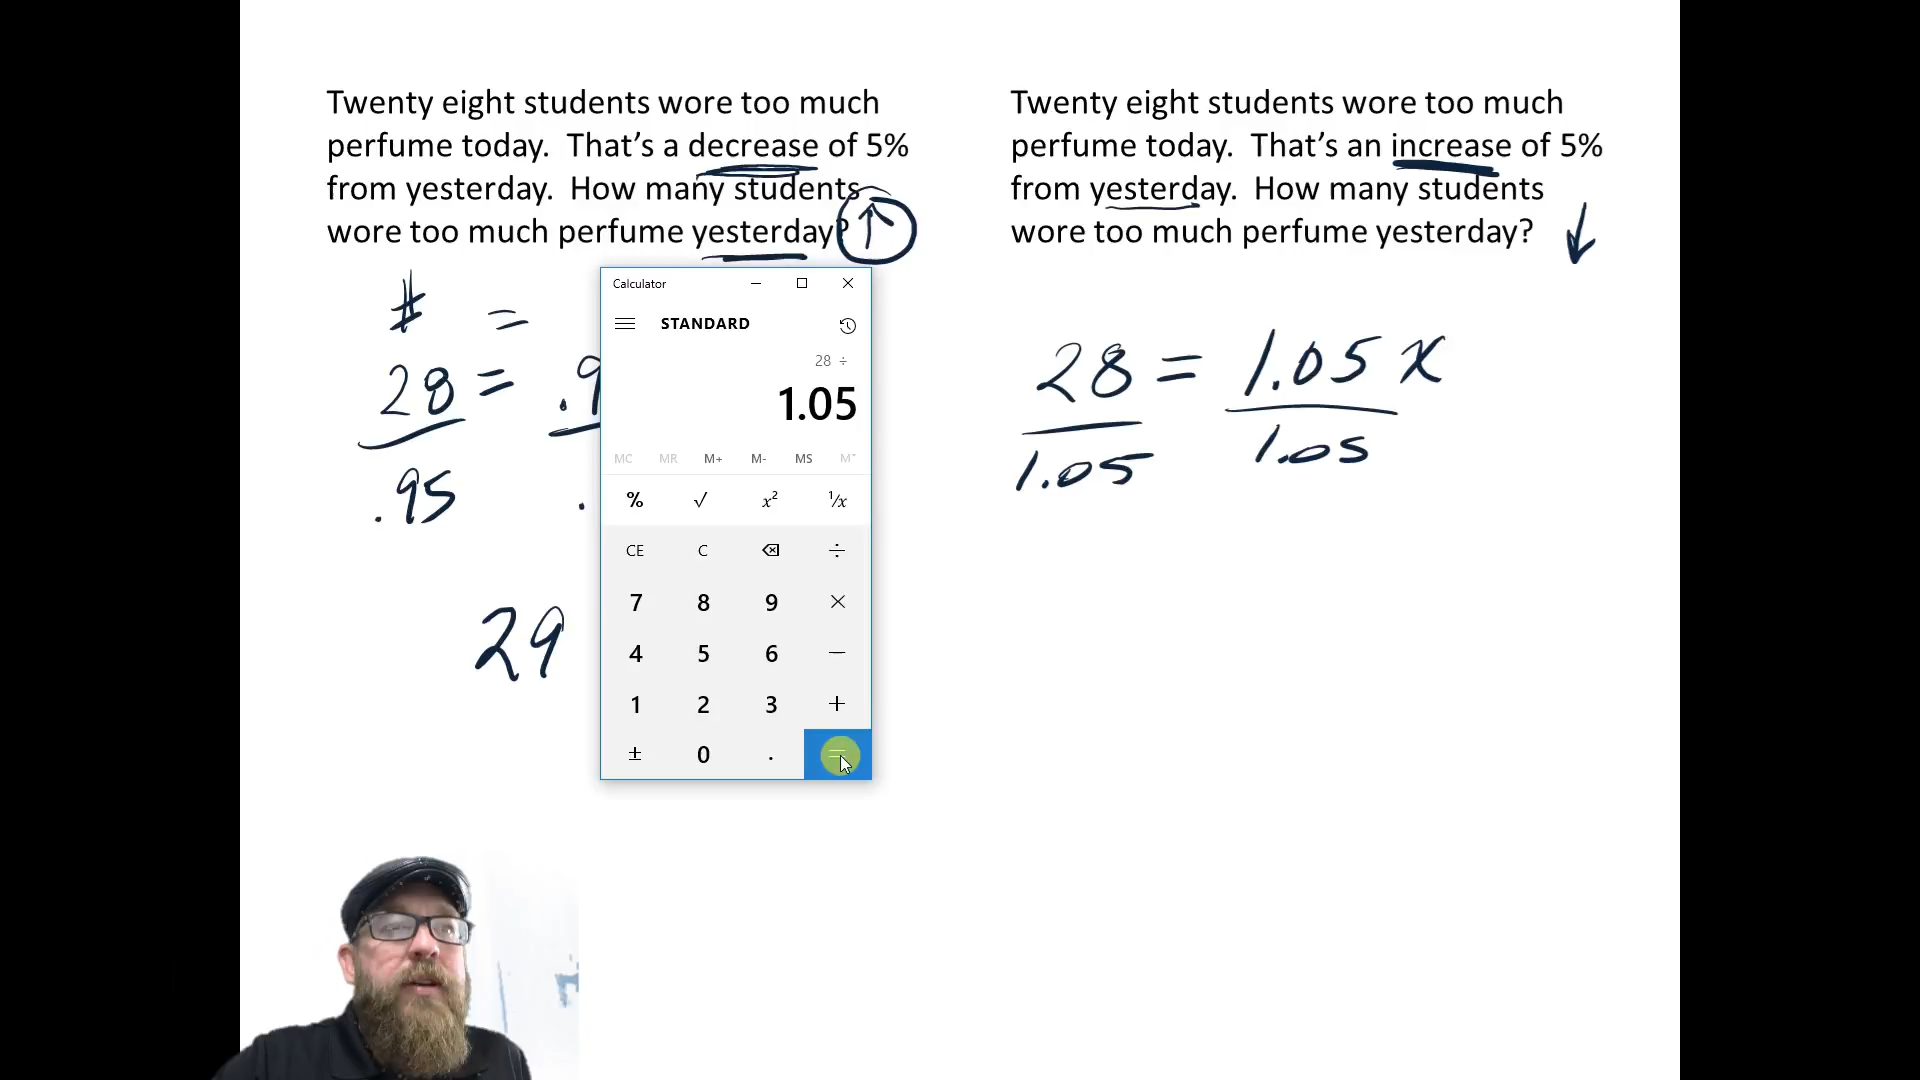 Twenty eight students wore too much
perfume today. That's a decrease of 5%
from yesterday. How many students
wore too much perfume yesterday?
# =
28 = .9
.95 .
29
Calculator
STANDARD
28 ÷
1.05
MC MR M+ M- MS M˅
% √ x² ¹/x
CE C ⌫ ÷
7 8 9 ×
4 5 6 −
1 2 3 +
± 0 . =
Twenty eight students wore too much
perfume today. That's an increase of 5%
from yesterday. How many students
wore too much perfume yesterday?
28 = 1.05 x
1.05 1.05